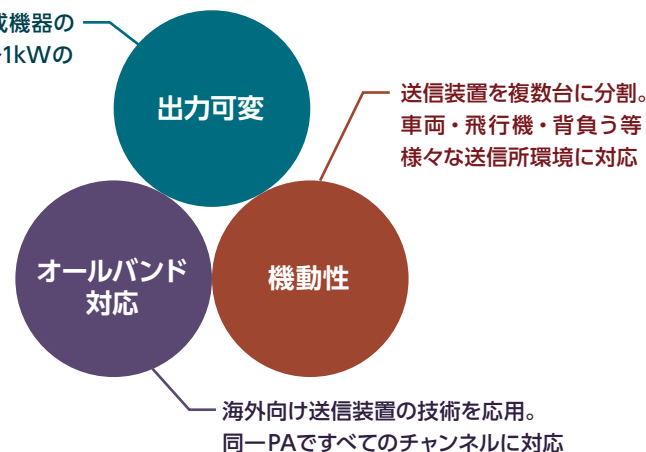 成機器の
1kWの
出力可変
送信装置を複数台に分割。
車両・飛行機・背負う等
様々な送信所環境に対応
オールバンド
対応
機動性
海外向け送信装置の技術を応用。
同一PAですべてのチャンネルに対応